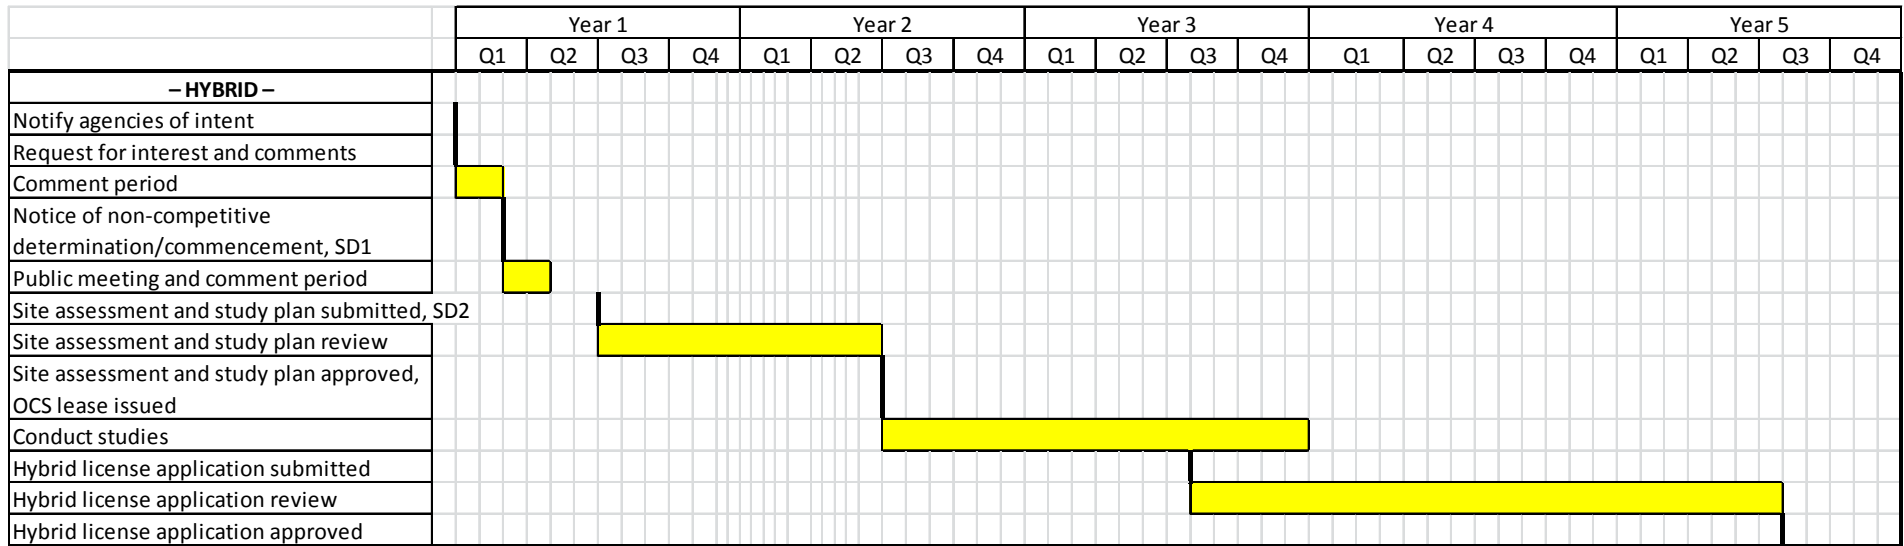 Year 1 Year 2 Year 3 Year 4 Year 5
Q1 Q2 Q3 Q4 Q1 Q2 Q3 Q4 Q1 Q2 Q3 Q4 Q1 Q2 Q3 Q4 Q1 Q2 Q3 Q4
– HYBRID –
Notify agencies of intent
Request for interest and comments
Comment period
Notice of non-competitive
determination/commencement, SD1
Public meeting and comment period
Site assessment and study plan submitted, SD2
Site assessment and study plan review
Site assessment and study plan approved,
OCS lease issued
Conduct studies
Hybrid license application submitted
Hybrid license application review
Hybrid license application approved